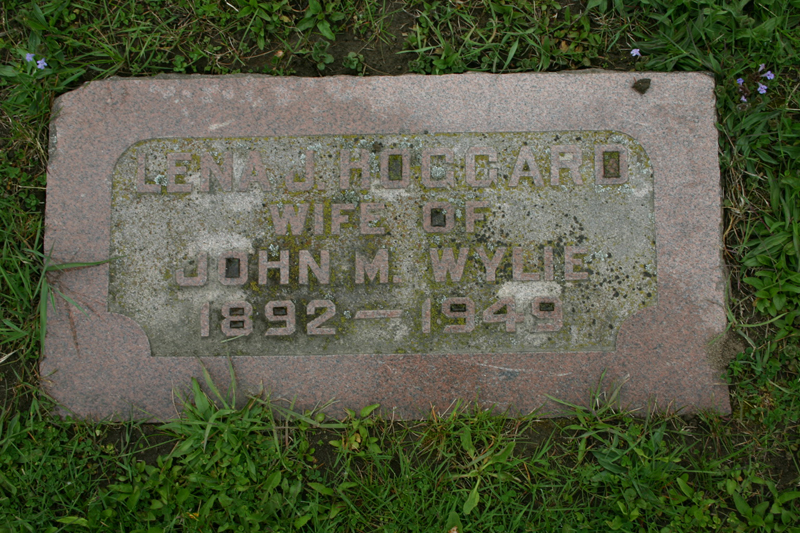 LENA J. HOGGARD
WIFE OF
JOHN M. WYLIE
1892 — 1949